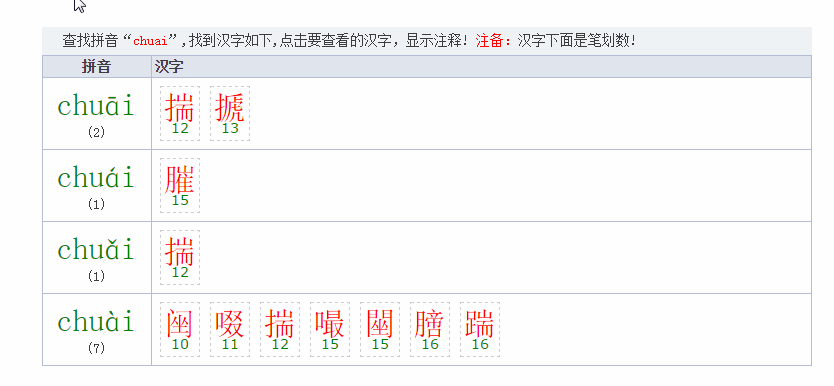 查找拼音“chuai”,找到汉字如下,点击要查看的汉字，显示注释! 注备：汉字下面是笔划数!
拼音 汉字
chuāi 揣 搋
(2) 12 13
chuái 膗
(1) 15
chuǎi 揣
(1) 12
chuài 闺 啜 揣 嘬 圞 膪 踹
(7) 10 11 12 15 15 16 16